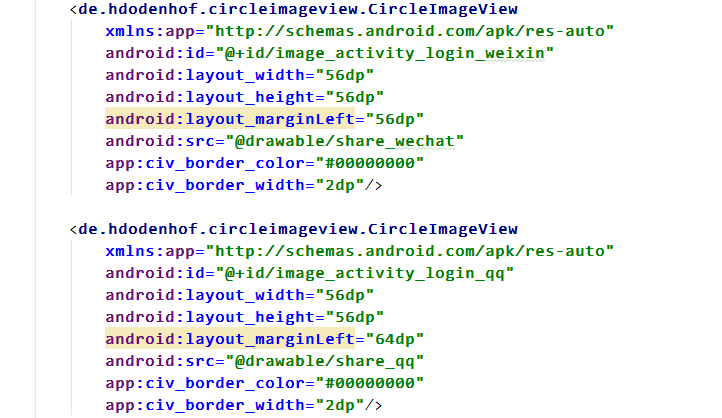 <de.hdodenhof.circleimageview.CircleImageView
xmlns:app="http://schemas.android.com/apk/res-auto"
android:id="@+id/image_activity_login_weixin"
android:layout_width="56dp"
android:layout_height="56dp"
android:layout_marginLeft="56dp"
android:src="@drawable/share_wechat"
app:civ_border_color="#00000000"
app:civ_border_width="2dp"/>
<de.hdodenhof.circleimageview.CircleImageView
xmlns:app="http://schemas.android.com/apk/res-auto"
android:id="@+id/image_activity_login_qq"
android:layout_width="56dp"
android:layout_height="56dp"
android:layout_marginLeft="64dp"
android:src="@drawable/share_qq"
app:civ_border_color="#00000000"
app:civ_border_width="2dp"/>